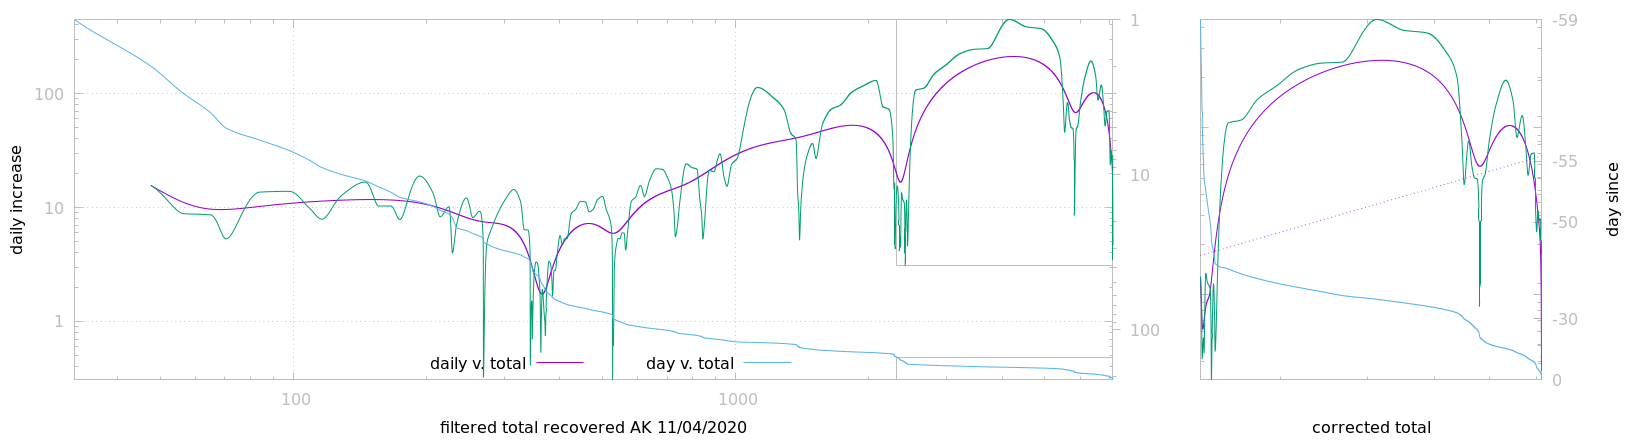 daily increase
100
10
1
100
1000
daily v. total
day v. total
filtered total recovered AK 11/04/2020
1
10
100
-59
-55
-50
-30
0
day since
corrected total